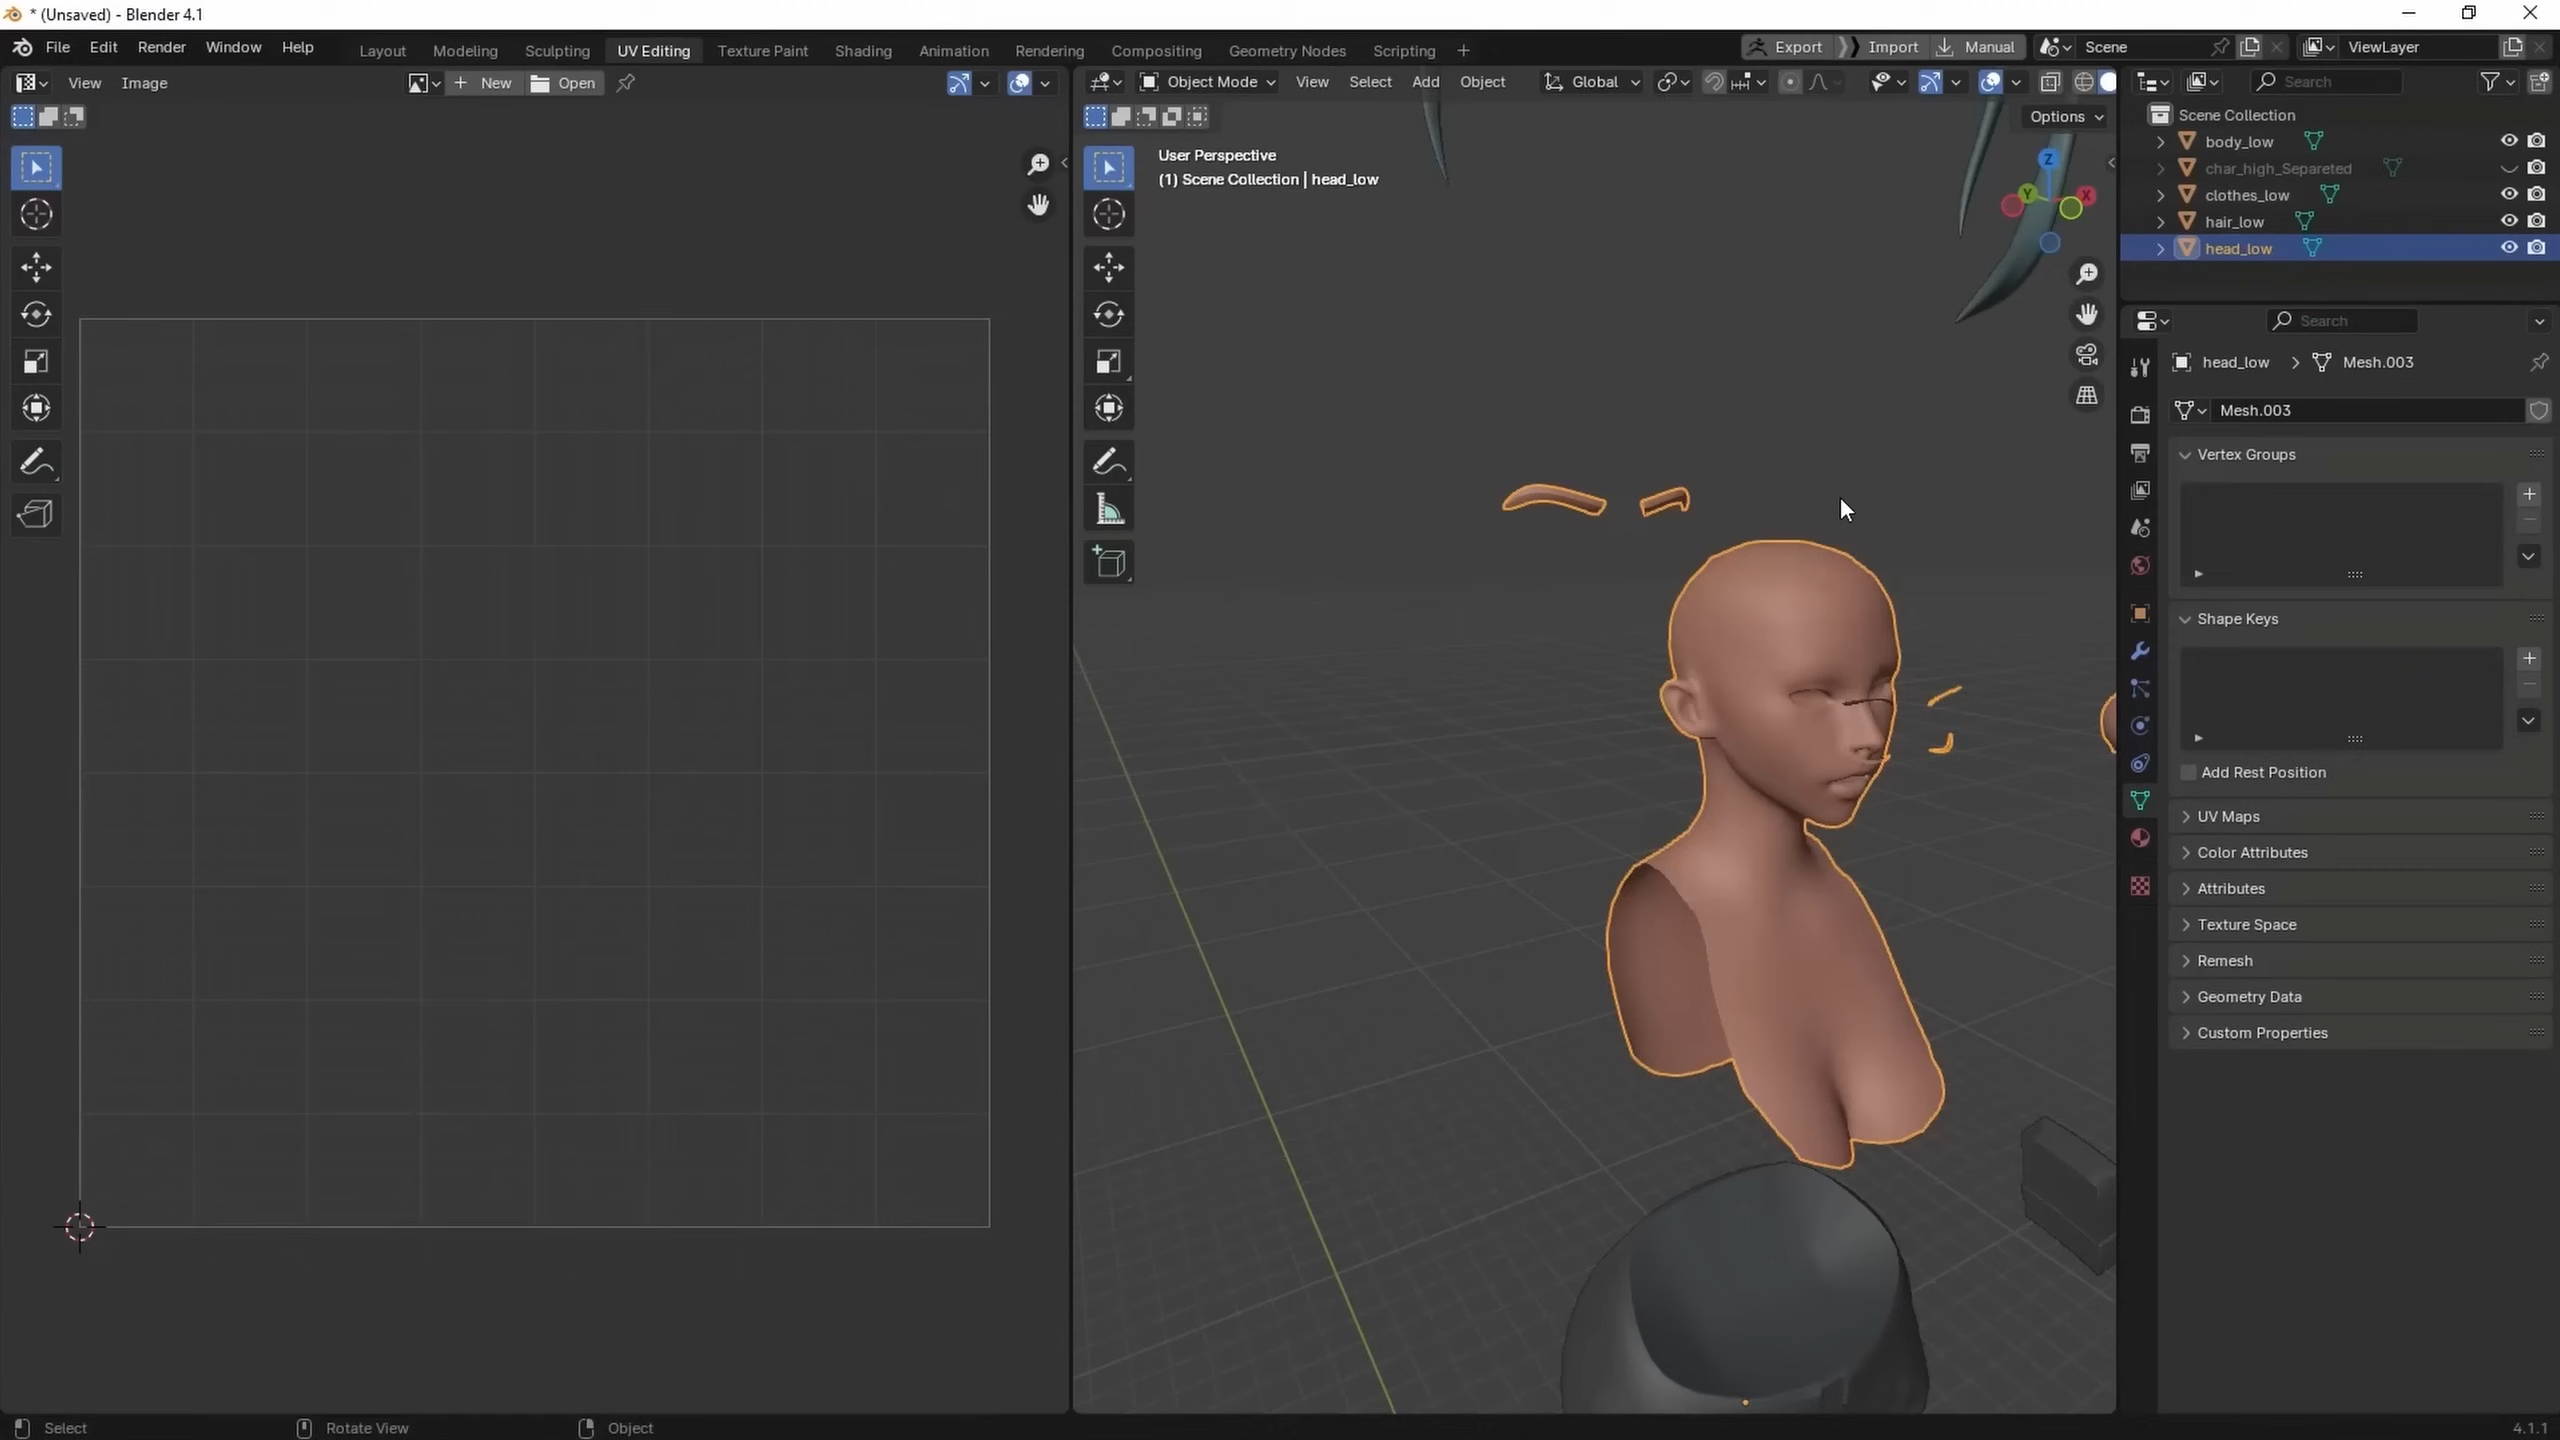 * (Unsaved) - Blender 4.1
File Edit Render Window Help Layout Modeling Sculpting UV Editing Texture Paint Shading Animation Rendering Compositing Geometry Nodes Scripting + Export Import Manual Scene ViewLayer
View Image New Open
Object Mode View Select Add Object Global
Search
Options
User Perspective
(1) Scene Collection | head_low
Z
Y
X
Scene Collection
body_low
char_high_Separeted
clothes_low
hair_low
head_low
Search
head_low > Mesh.003
Mesh.003
Vertex Groups
Shape Keys
Add Rest Position
UV Maps
Color Attributes
Attributes
Texture Space
Remesh
Geometry Data
Custom Properties
Select Rotate View Object 4.1.1